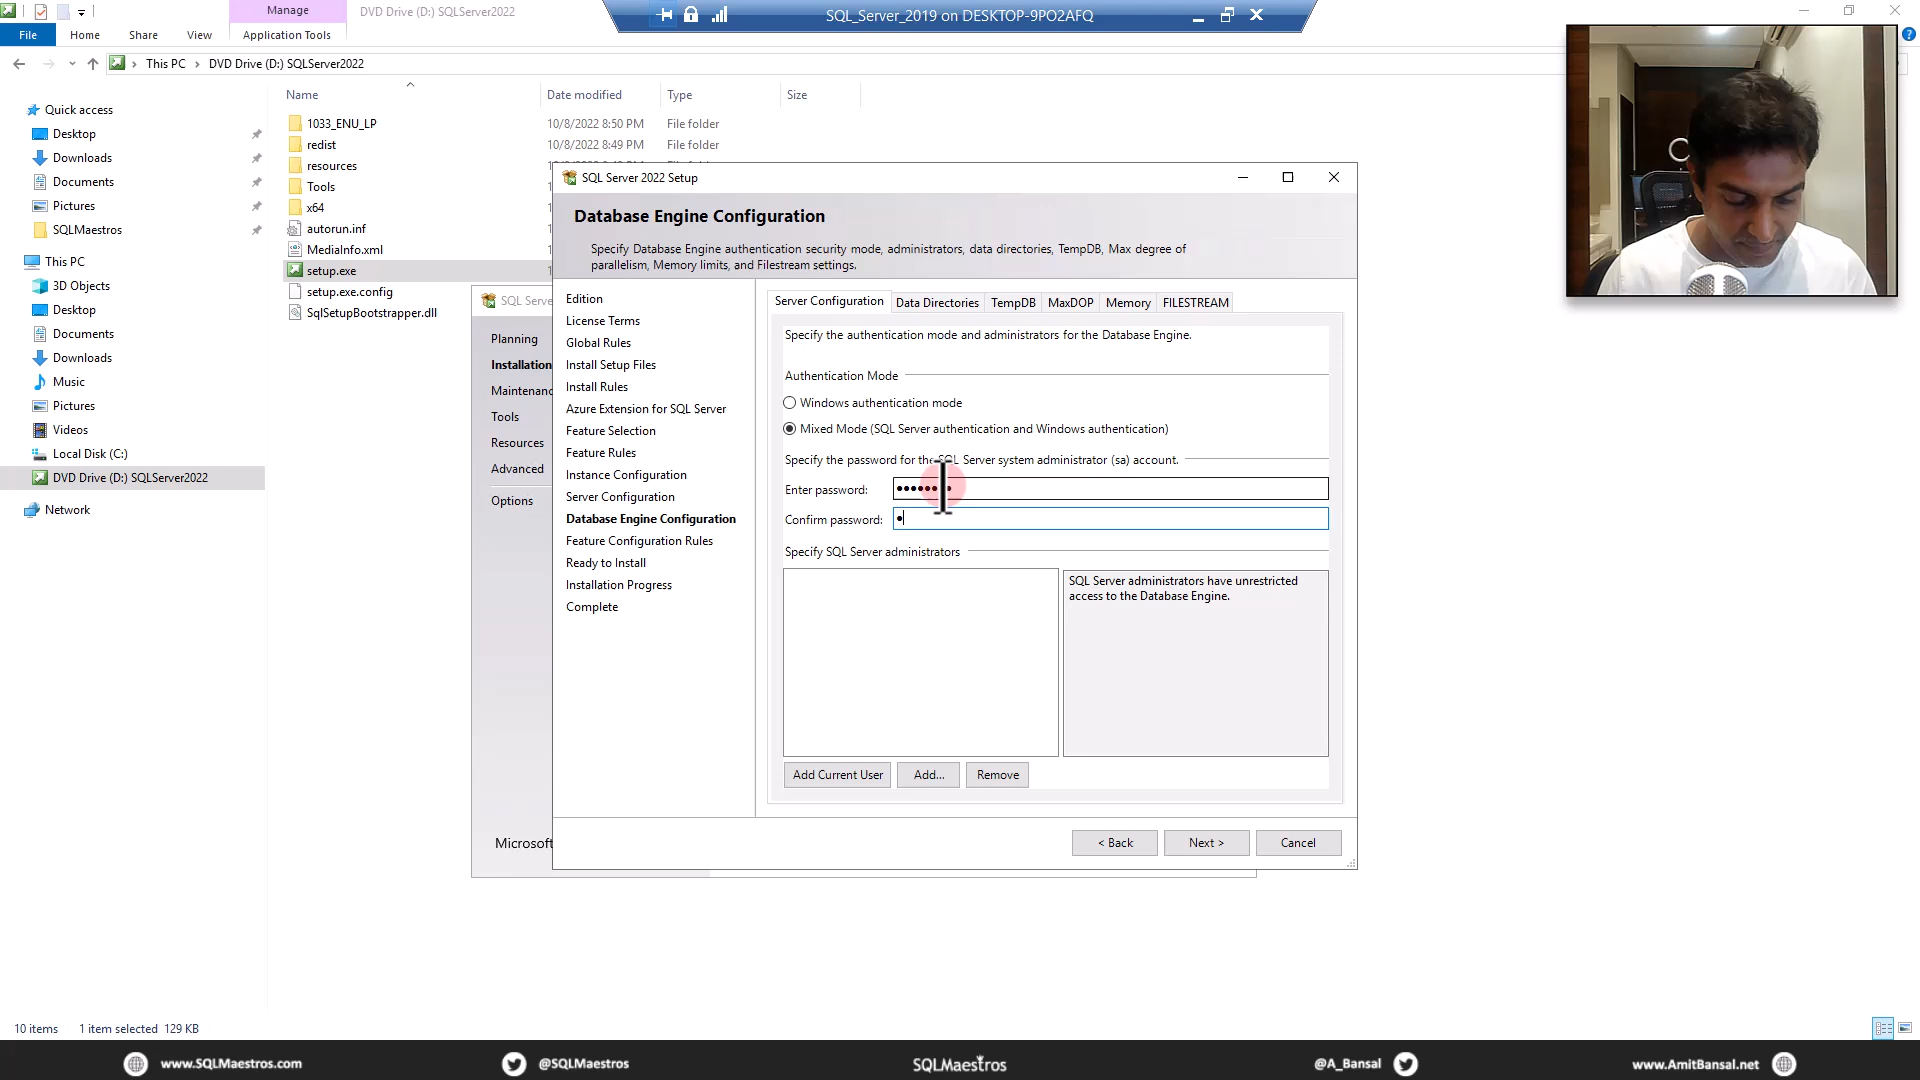 Manage
DVD Drive (D:) SQLServer2022
SQL_Server_2019 on DESKTOP-9PO2AFQ
File
Home
Share
View
Application Tools
This PC
DVD Drive (D:) SQLServer2022
Name
Date modified
Type
Size
Quick access
Desktop
Downloads
Documents
Pictures
SQLMaestros
This PC
3D Objects
Desktop
Documents
Downloads
Music
Pictures
Videos
Local Disk (C:)
DVD Drive (D:) SQLServer2022
Network
1033_ENU_LP 10/8/2022 8:50 PM File folder
redist 10/8/2022 8:49 PM File folder
resources
Tools
x64
autorun.inf
MediaInfo.xml
setup.exe
setup.exe.config
SqlSetupBootstrapper.dll
SQL Serve
Planning
Installation
Maintenanc
Tools
Resources
Advanced
Options
Microsoft
SQL Server 2022 Setup
Database Engine Configuration
Specify Database Engine authentication security mode, administrators, data directories, TempDB, Max degree of
parallelism, Memory limits, and Filestream settings.
Edition
License Terms
Global Rules
Install Setup Files
Install Rules
Azure Extension for SQL Server
Feature Selection
Feature Rules
Instance Configuration
Server Configuration
Database Engine Configuration
Feature Configuration Rules
Ready to Install
Installation Progress
Complete
Server Configuration
Data Directories
TempDB
MaxDOP
Memory
FILESTREAM
Specify the authentication mode and administrators for the Database Engine.
Authentication Mode
Windows authentication mode
Mixed Mode (SQL Server authentication and Windows authentication)
Specify the password for the SQL Server system administrator (sa) account.
Enter password:
Confirm password:
Specify SQL Server administrators
SQL Server administrators have unrestricted
access to the Database Engine.
Add Current User
Add...
Remove
< Back
Next >
Cancel
10 items
1 item selected 129 KB
www.SQLMaestros.com
@SQLMaestros
SQLMaestros
@A_Bansal
www.AmitBansal.net